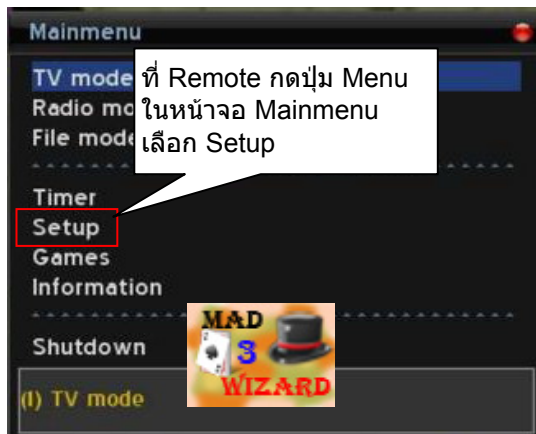 Mainmenu
TV mode
ที่ Remote กดปุ่ม Menu
ในหน้าจอ Mainmenu
เลือก Setup
Radio mo
File mode
Timer
Setup
Games
Information
Shutdown
MAD
3
WIZARD
(I) TV mode